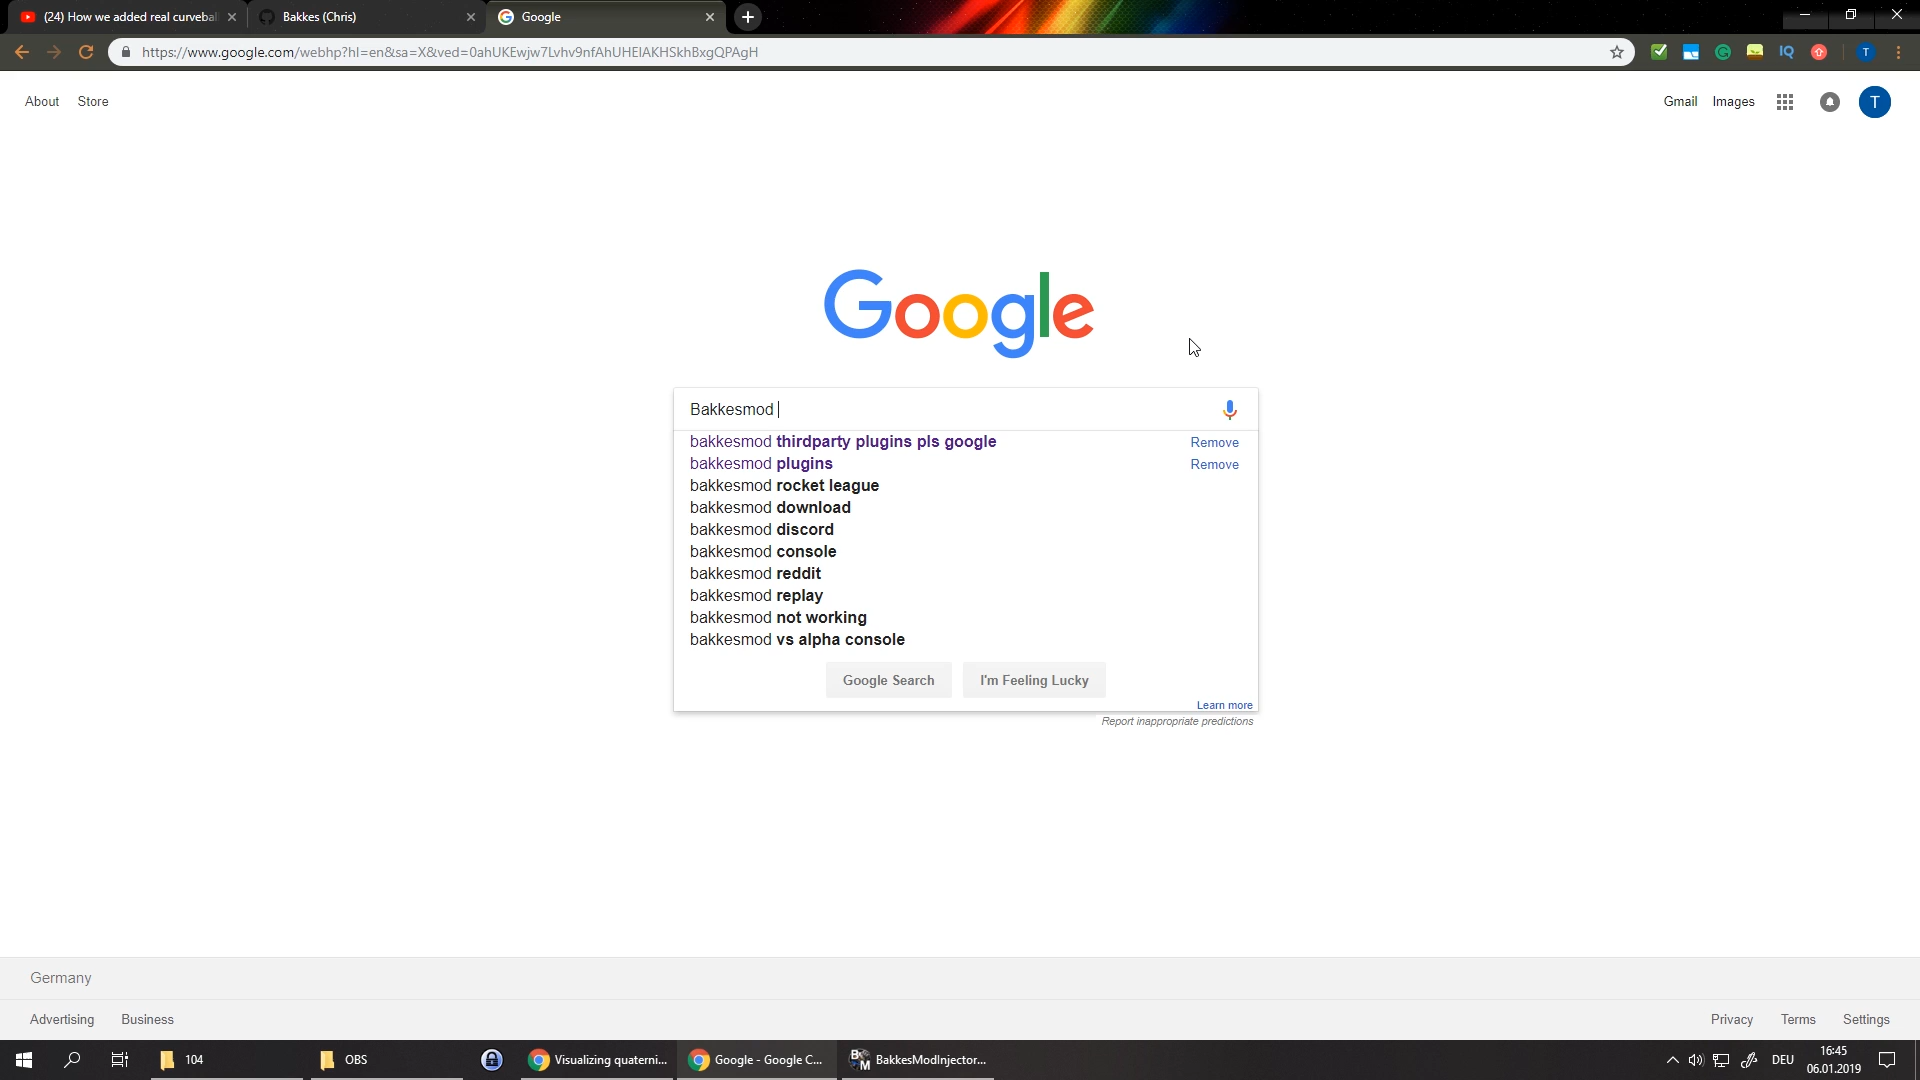 (24) How we added real curvebal
Bakkes (Chris)
Google
https://www.google.com/webhp?hl=en&sa=X&ved=0ahUKEwjw7Lvhv9nfAhUHEIAKHSkhBxgQPAgH
IQ
T
About
Store
Gmail
Images
T
Google
Bakkesmod
bakkesmod thirdparty plugins pls google
Remove
bakkesmod plugins
Remove
bakkesmod rocket league
bakkesmod download
bakkesmod discord
bakkesmod console
bakkesmod reddit
bakkesmod replay
bakkesmod not working
bakkesmod vs alpha console
Google Search
I'm Feeling Lucky
Learn more
Report inappropriate predictions
Germany
Advertising
Business
Privacy
Terms
Settings
104
OBS
Visualizing quaterni...
Google - Google C...
BakkesModInjector...
DEU
16:45
06.01.2019